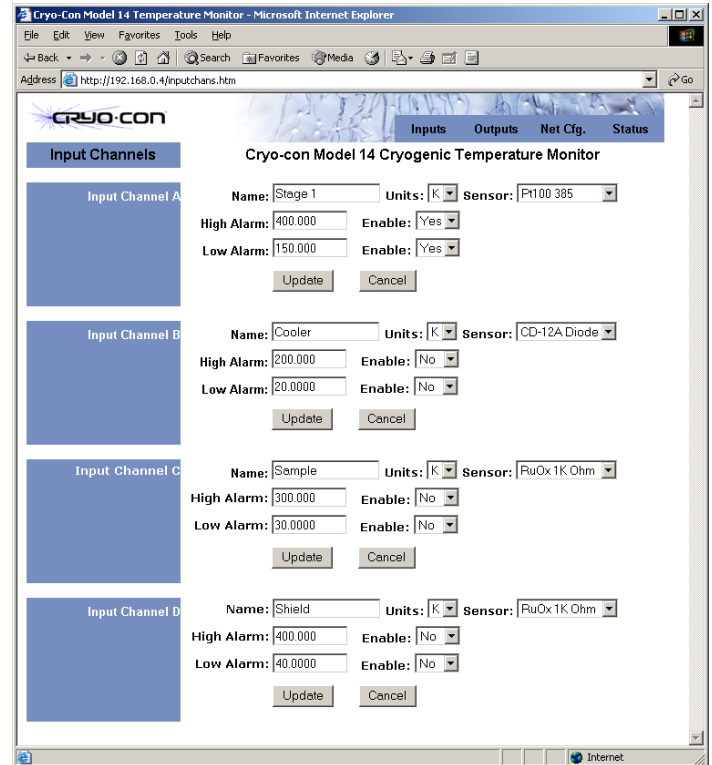 Cryo-Con Model 14 Temperature Monitor - Microsoft Internet Explorer
File Edit View Favorites Tools Help
Back Search Favorites Media
Address http://192.168.0.4/inputchans.htm Go
cryo·con
Inputs Outputs Net Cfg. Status
Input Channels Cryo-con Model 14 Cryogenic Temperature Monitor
Input Channel A Name: Stage 1 Units: K Sensor: Pt100 385
High Alarm: 400.000 Enable: Yes
Low Alarm: 150.000 Enable: Yes
Update Cancel
Input Channel B Name: Cooler Units: K Sensor: CD-12A Diode
High Alarm: 200.000 Enable: No
Low Alarm: 20.0000 Enable: No
Update Cancel
Input Channel C Name: Sample Units: K Sensor: RuOx 1K Ohm
High Alarm: 300.000 Enable: No
Low Alarm: 30.0000 Enable: No
Update Cancel
Input Channel D Name: Shield Units: K Sensor: RuOx 1K Ohm
High Alarm: 400.000 Enable: No
Low Alarm: 40.0000 Enable: No
Update Cancel
Internet